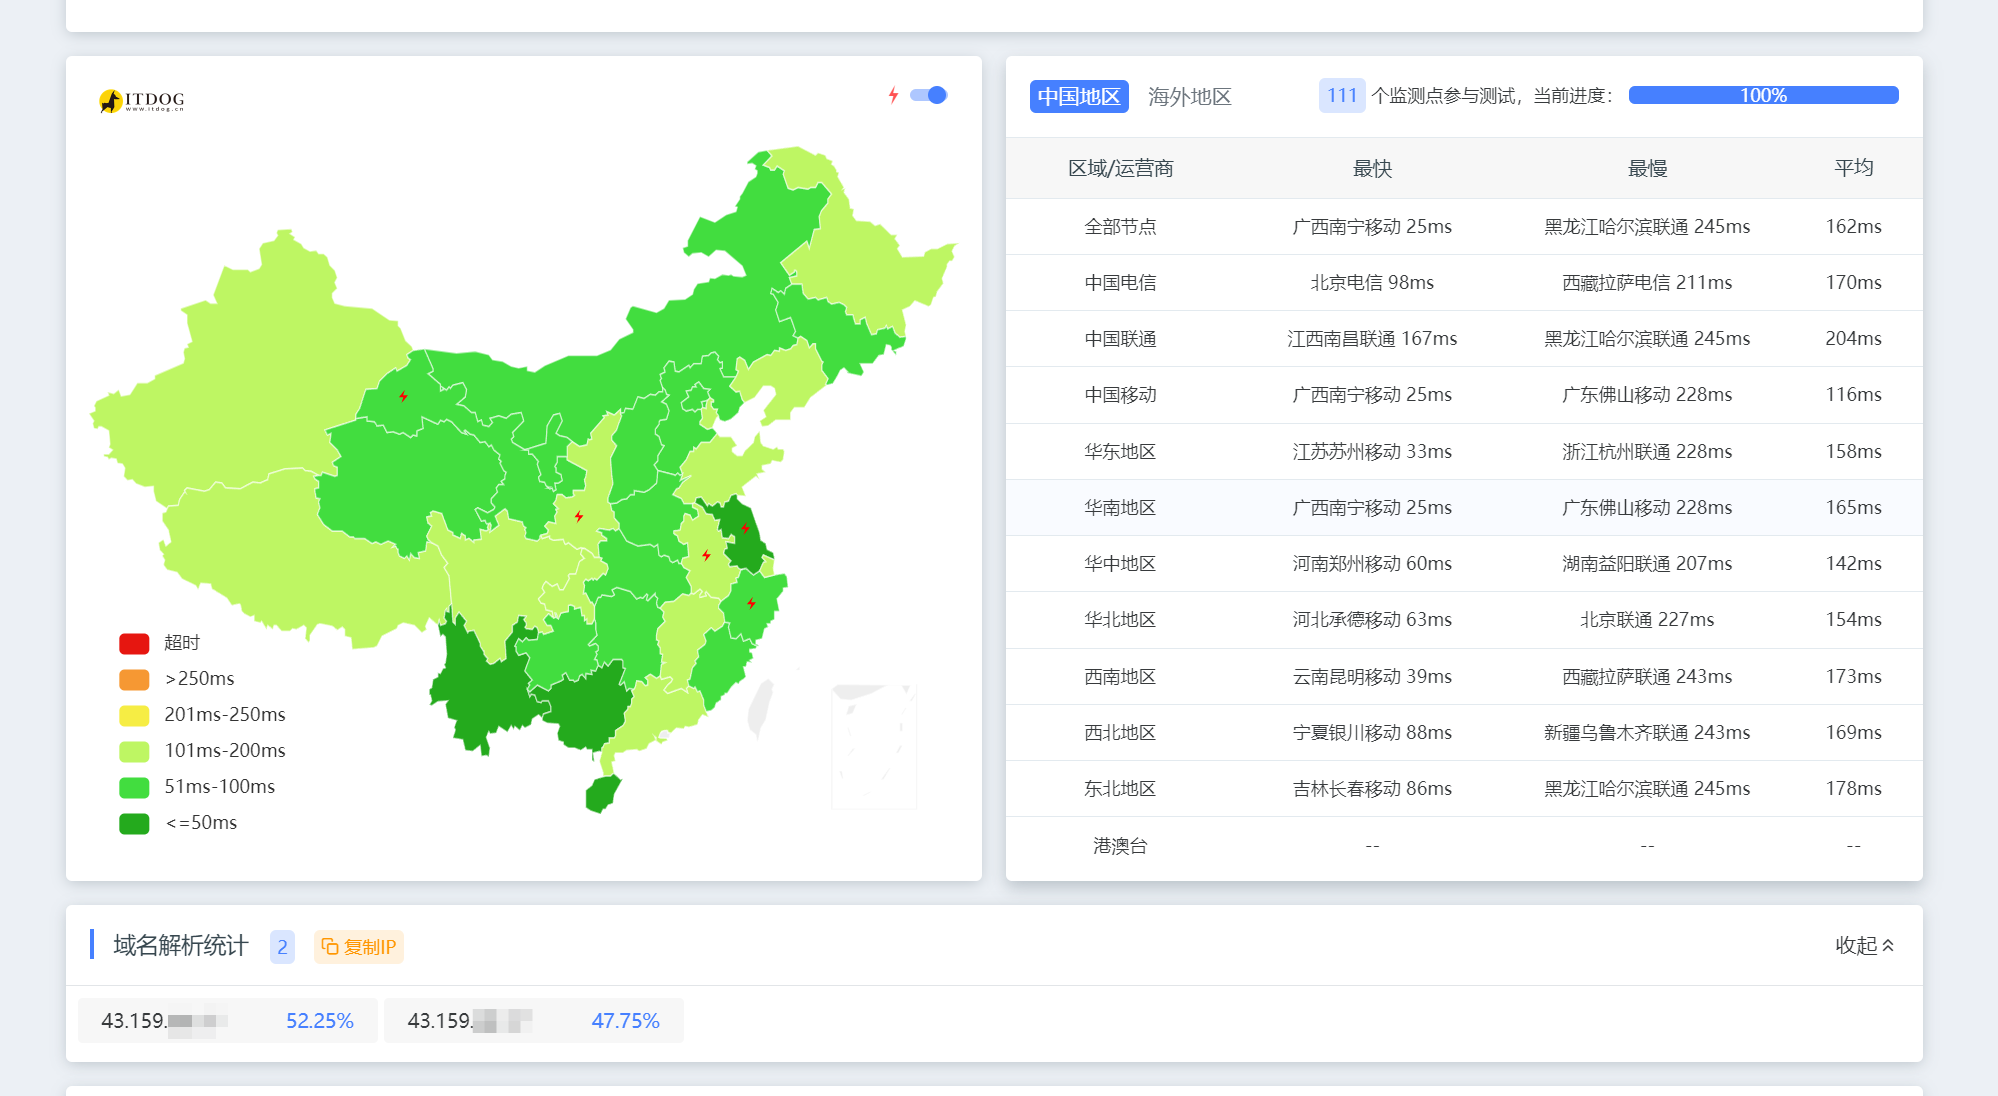 ITDOG
www.itdog.cn
超时
>250ms
201ms-250ms
101ms-200ms
51ms-100ms
<=50ms
中国地区 海外地区 111 个监测点参与测试，当前进度： 100%
区域/运营商 最快 最慢 平均
全部节点 广西南宁移动 25ms 黑龙江哈尔滨联通 245ms 162ms
中国电信 北京电信 98ms 西藏拉萨电信 211ms 170ms
中国联通 江西南昌联通 167ms 黑龙江哈尔滨联通 245ms 204ms
中国移动 广西南宁移动 25ms 广东佛山移动 228ms 116ms
华东地区 江苏苏州移动 33ms 浙江杭州联通 228ms 158ms
华南地区 广西南宁移动 25ms 广东佛山移动 228ms 165ms
华中地区 河南郑州移动 60ms 湖南益阳联通 207ms 142ms
华北地区 河北承德移动 63ms 北京联通 227ms 154ms
西南地区 云南昆明移动 39ms 西藏拉萨联通 243ms 173ms
西北地区 宁夏银川移动 88ms 新疆乌鲁木齐联通 243ms 169ms
东北地区 吉林长春移动 86ms 黑龙江哈尔滨联通 245ms 178ms
港澳台 -- -- --
域名解析统计 2 复制IP 收起
43.159. 52.25% 43.159. 47.75%